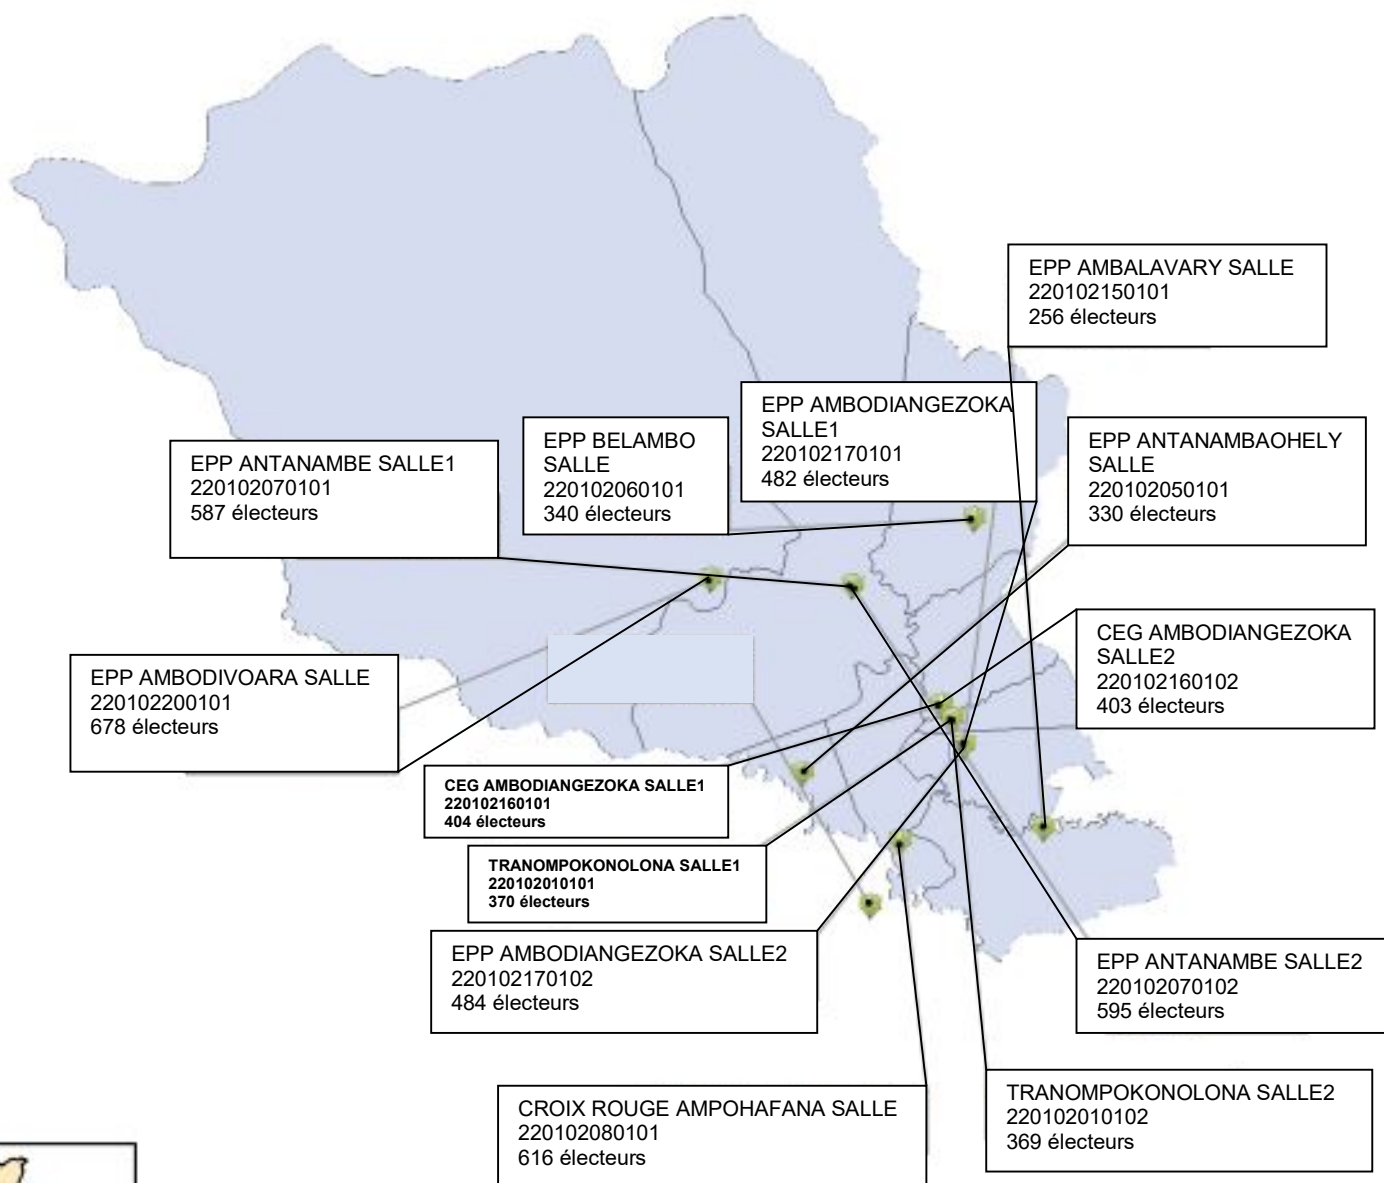 EPP AMBALAVARY SALLE
220102150101
256 électeurs
EPP AMBODIANGEZOKA
SALLE1
220102170101
482 électeurs
EPP BELAMBO
SALLE
220102060101
340 électeurs
EPP ANTANAMBAOHELY
SALLE
220102050101
330 électeurs
EPP ANTANAMBE SALLE1
220102070101
587 électeurs
CEG AMBODIANGEZOKA
SALLE2
220102160102
403 électeurs
EPP AMBODIVOARA SALLE
220102200101
678 électeurs
CEG AMBODIANGEZOKA SALLE1
220102160101
404 électeurs
TRANOMPOKONOLONA SALLE1
220102010101
370 électeurs
EPP AMBODIANGEZOKA SALLE2
220102170102
484 électeurs
EPP ANTANAMBE SALLE2
220102070102
595 électeurs
CROIX ROUGE AMPOHAFANA SALLE
220102080101
616 électeurs
TRANOMPOKONOLONA SALLE2
220102010102
369 électeurs